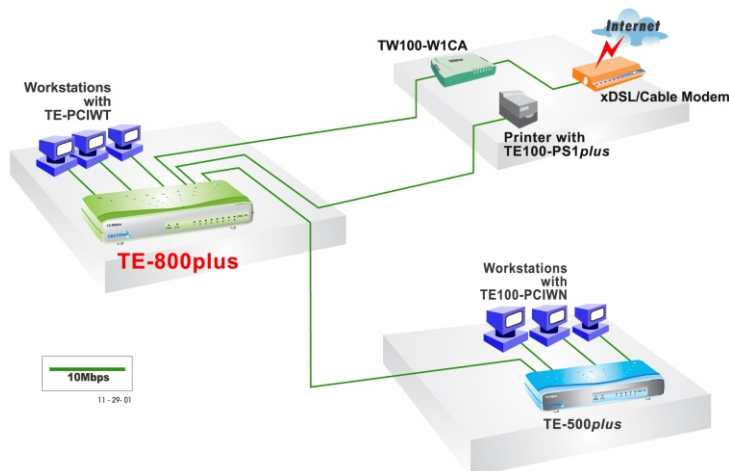 Internet
TW100-W1CA
xDSL/Cable Modem
Workstations
with
TE-PCIWT
Printer with
TE100-PS1plus
TE-800plus
Workstations
with
TE100-PCIWN
10Mbps
11 - 29- 01
TE-500plus